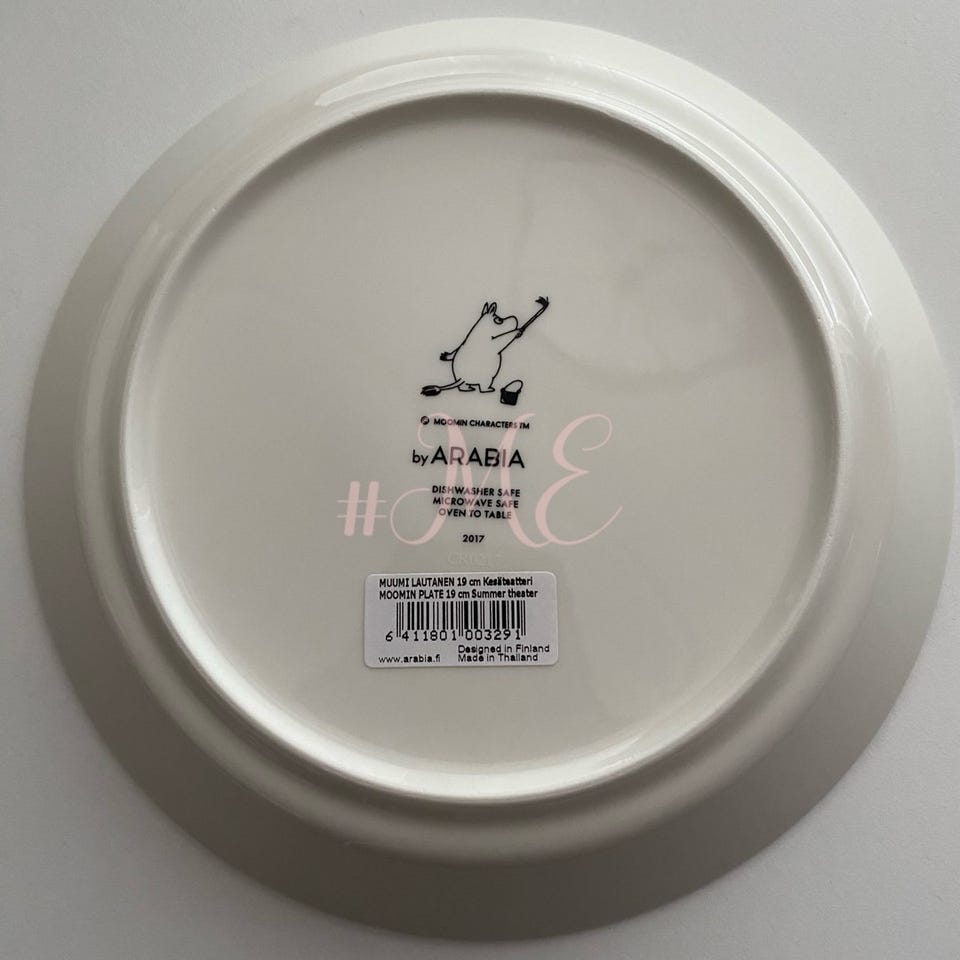 © MOOMIN CHARACTERS TM
by ARABIA
#ME
DISHWASHER SAFE
MICROWAVE SAFE
OVEN TO TABLE
2017
MUUMI LAUTANEN 19 cm Kesäteatteri
MOOMIN PLATE 19 cm Summer theater
6 411801 003291
Designed in Finland
www.arabia.fi Made in Thailand